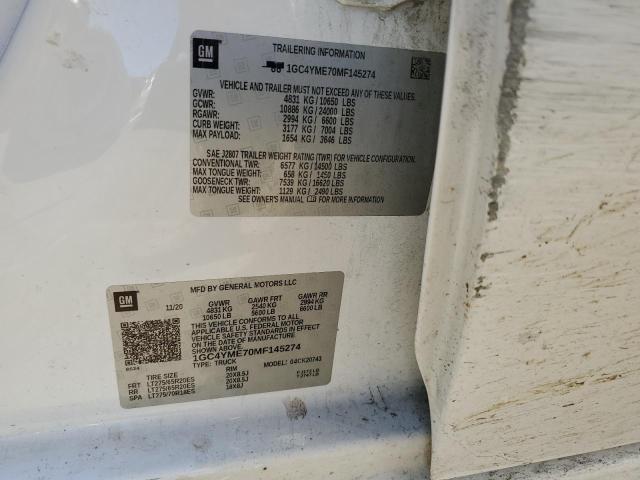 GM
TRAILERING INFORMATION
1GC4YME70MF145274
VEHICLE AND TRAILER MUST NOT EXCEED ANY OF THESE VALUES:
GVWR: 4831 KG/10650 LBS
GCWR: 10886 KG/24000 LBS
RGAWR: 2994 KG/ 6600 LBS
CURB WEIGHT: 3177 KG/ 7004 LBS
MAX PAYLOAD: 1654 KG/ 3646 LBS
SAE J2807 TRAILER WEIGHT RATING (TWR) FOR VEHICLE CONFIGURATION:
CONVENTIONAL TWR: 6577 KG/ 14500 LBS
MAX TONGUE WEIGHT: 658 KG/ 1450 LBS
GOOSENECK TWR: 7539 KG/16620 LBS
MAX TONGUE WEIGHT: 1129 KG/ 2490 LBS
SEE OWNER'S MANUAL FOR MORE INFORMATION
GM
MFD BY GENERAL MOTORS LLC
11/20 GVWR GAWR FRT GAWR RR
4831 KG 2540 KG 2994 KG
10650 LB 5600 LB 6600 LB
THIS VEHICLE CONFORMS TO ALL
APPLICABLE U.S. FEDERAL MOTOR
VEHICLE SAFETY STANDARDS IN EFFECT
ON THE DATE OF MANUFACTURE SHOWN ABOVE.
1GC4YME70MF145274
TYPE: TRUCK MODEL: 04CK20743
TIRE SIZE RIM
FRT LT275/65R20ES 20X8.5J
RR LT275/65R20ES 20X8.5J
SPA LT275/70R18ES 18X8J